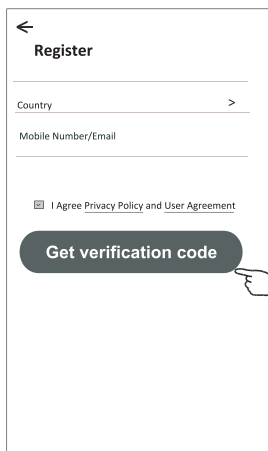 Register
Country >
Mobile Number/Email
I Agree Privacy Policy and User Agreement
Get verification code